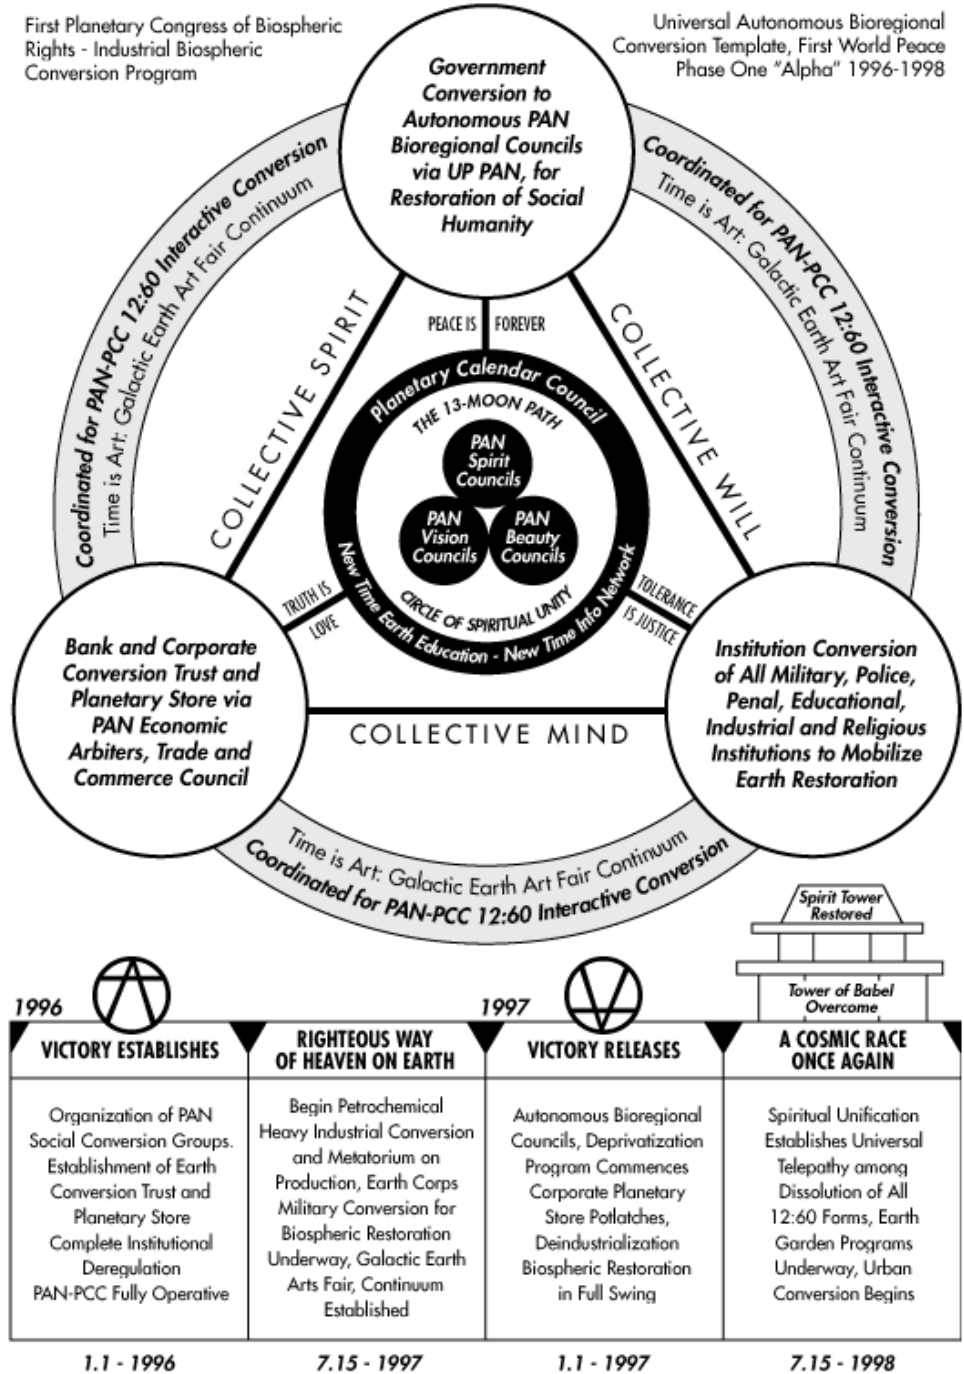 First Planetary Congress of Biospheric
Rights - Industrial Biospheric
Conversion Program
Universal Autonomous Bioregional
Conversion Template, First World Peace
Phase One "Alpha" 1996-1998
Government
Conversion to
Autonomous PAN
Bioregional Councils
via UP PAN, for
Restoration of Social
Humanity
Coordinated for PAN-PCC 12:60 Interactive Conversion
Time is Art: Galactic Earth Art Fair Continuum
Coordinated for PAN-PCC 12:60 Interactive Conversion
Time is Art: Galactic Earth Art Fair Continuum
COLLECTIVE SPIRIT
COLLECTIVE WILL
PEACE IS FOREVER
Planetary Calendar Council
THE 13-MOON PATH
PAN
Spirit
Councils
PAN
Vision
Councils
PAN
Beauty
Councils
CIRCLE OF SPIRITUAL UNITY
New Time Earth Education - New Time Info Network
TRUTH IS
LOVE
TOLERANCE
IS JUSTICE
Bank and Corporate
Conversion Trust and
Planetary Store via
PAN Economic
Arbiters, Trade and
Commerce Council
COLLECTIVE MIND
Institution Conversion
of All Military, Police,
Penal, Educational,
Industrial and Religious
Institutions to Mobilize
Earth Restoration
Time is Art: Galactic Earth Art Fair Continuum
Coordinated for PAN-PCC 12:60 Interactive Conversion
Spirit Tower
Restored
Tower of Babel
Overcome
1996
1997
VICTORY ESTABLISHES
Organization of PAN
Social Conversion Groups.
Establishment of Earth
Conversion Trust and
Planetary Store
Complete Institutional
Deregulation
PAN-PCC Fully Operative
1.1 - 1996
RIGHTEOUS WAY
OF HEAVEN ON EARTH
Begin Petrochemical
Heavy Industrial Conversion
and Metatorium on
Production, Earth Corps
Military Conversion for
Biospheric Restoration
Underway, Galactic Earth
Arts Fair, Continuum
Established
7.15 - 1997
VICTORY RELEASES
Autonomous Bioregional
Councils, Deprivatization
Program Commences
Corporate Planetary
Store Potlatches,
Deindustrialization
Biospheric Restoration
in Full Swing
1.1 - 1997
A COSMIC RACE
ONCE AGAIN
Spiritual Unification
Establishes Universal
Telepathy among
Dissolution of All
12:60 Forms, Earth
Garden Programs
Underway, Urban
Conversion Begins
7.15 - 1998